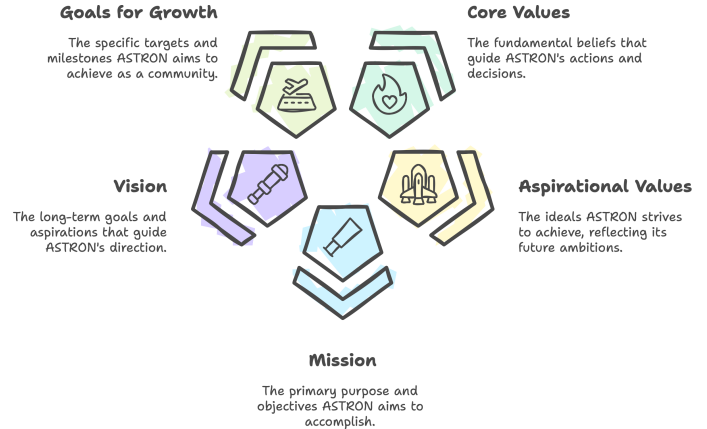 Goals for Growth
The specific targets and
milestones ASTRON aims to
achieve as a community.
Core Values
The fundamental beliefs that
guide ASTRON's actions and
decisions.
Vision
The long-term goals and
aspirations that guide
ASTRON's direction.
Aspirational Values
The ideals ASTRON strives
to achieve, reflecting its
future ambitions.
Mission
The primary purpose and
objectives ASTRON aims to
accomplish.